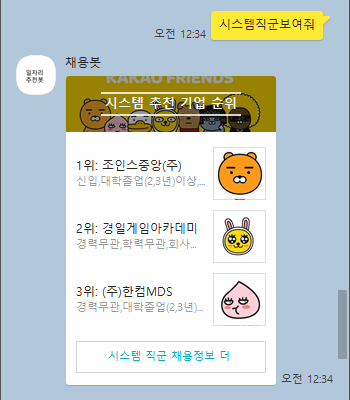 시스템직군보여줘
오전 12:34
일자리
추천봇
채용봇
KAKAO FRIENDS
시스템 추천 기업 순위
1위: 조인스중앙(주)
신입,대학졸업(2,3년)이상,...
2위: 경일게임아카데미
경력무관,학력무관,회사...
3위: (주)한컴MDS
경력무관,대학졸업(2,3년)...
시스템 직군 채용정보 더
오전 12:34